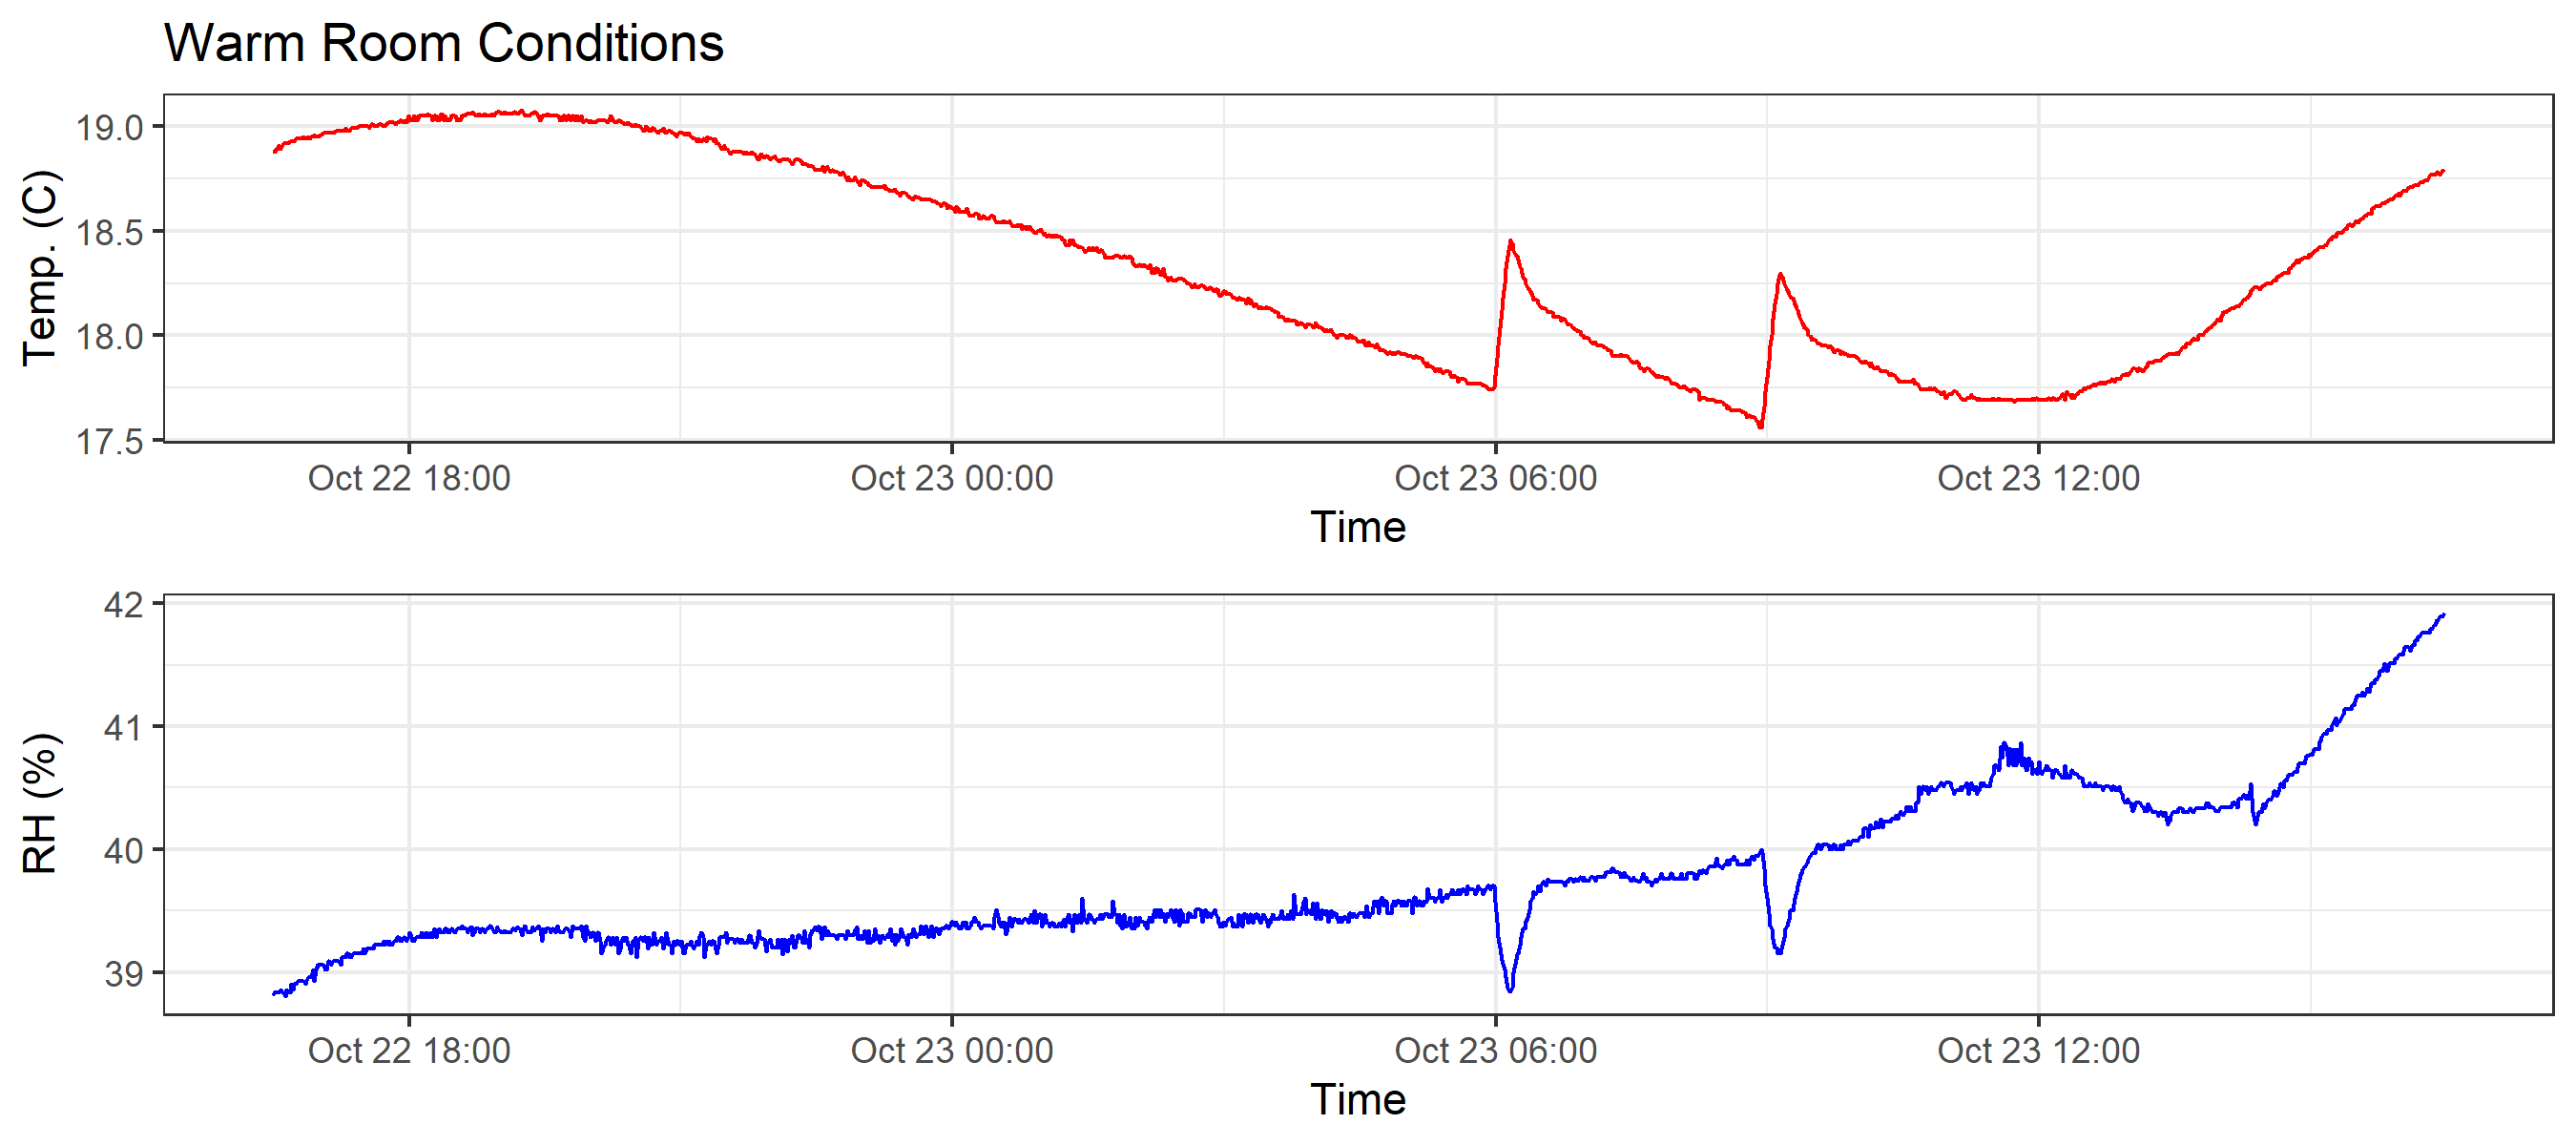 Warm Room Conditions
Temp. (C)
19.0
18.5
18.0
17.5
Oct 22 18:00 Oct 23 00:00 Oct 23 06:00 Oct 23 12:00
Time
RH (%)
42
41
40
39
Oct 22 18:00 Oct 23 00:00 Oct 23 06:00 Oct 23 12:00
Time